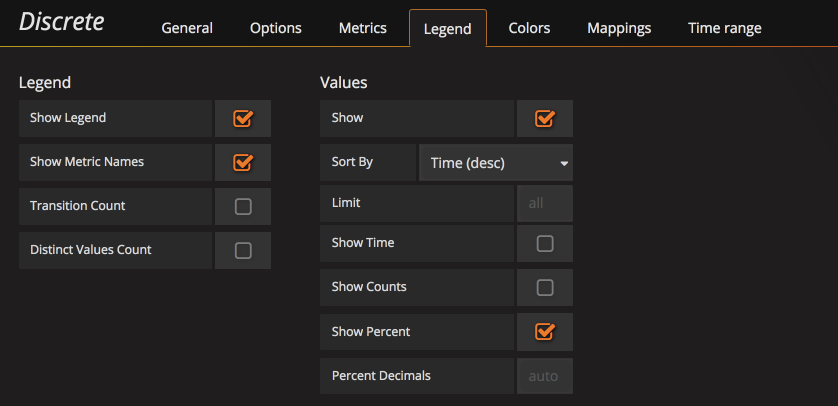 Discrete General Options Metrics Legend Colors Mappings Time range
Legend
Show Legend
Show Metric Names
Transition Count
Distinct Values Count
Values
Show
Sort By Time (desc)
Limit all
Show Time
Show Counts
Show Percent
Percent Decimals auto